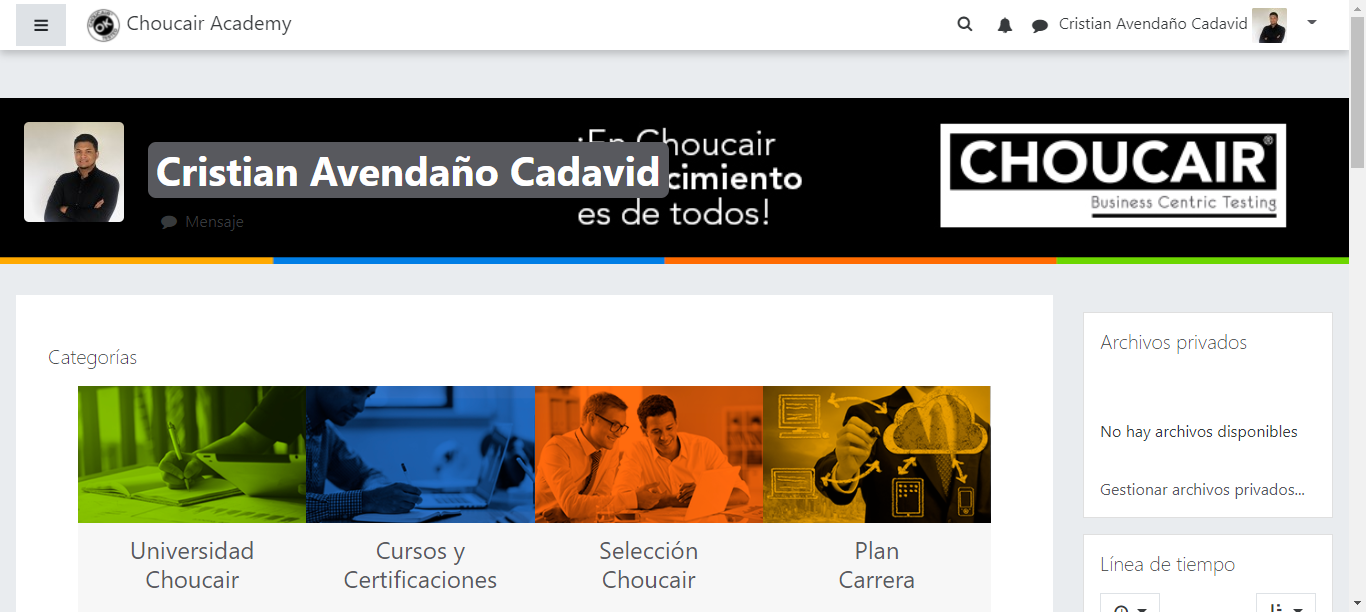 Choucair Academy
Cristian Avendaño Cadavid
Cristian Avendaño Cadavid
Mensaje
¡En Choucair
es de todos!
CHOUCAIR®
Business Centric Testing
Categorías
Universidad
Choucair
Cursos y
Certificaciones
Selección
Choucair
Plan
Carrera
Archivos privados
No hay archivos disponibles
Gestionar archivos privados...
Línea de tiempo